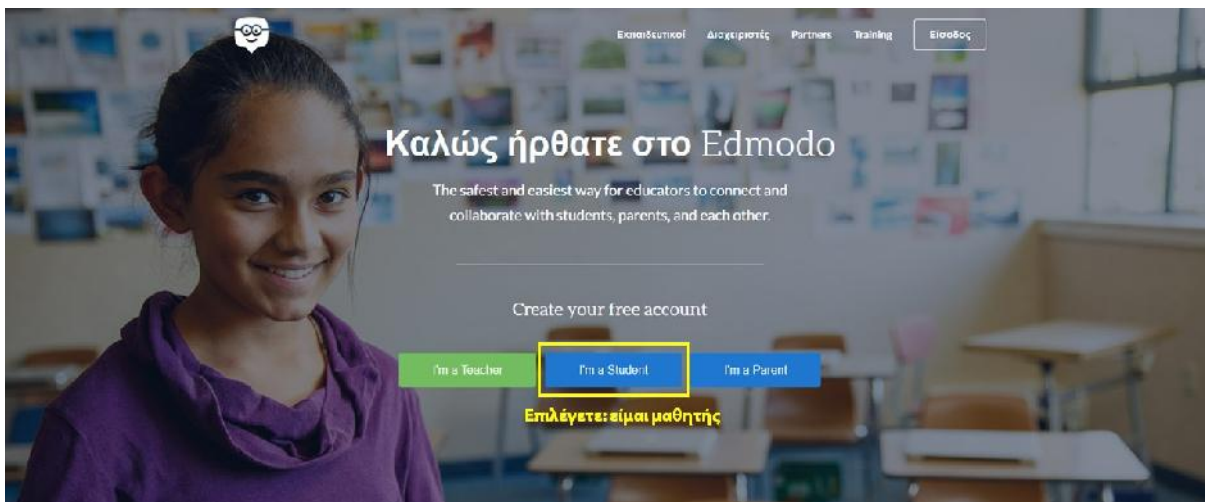 Εκπαιδευτικοί Διαχειριστές Partners Training Είσοδος
Καλώς ήρθατε στο Edmodo
The safest and easiest way for educators to connect and
collaborate with students, parents, and each other.
Create your free account
I'm a Teacher I'm a Student I'm a Parent
Επιλέγετε: είμαι μαθητής